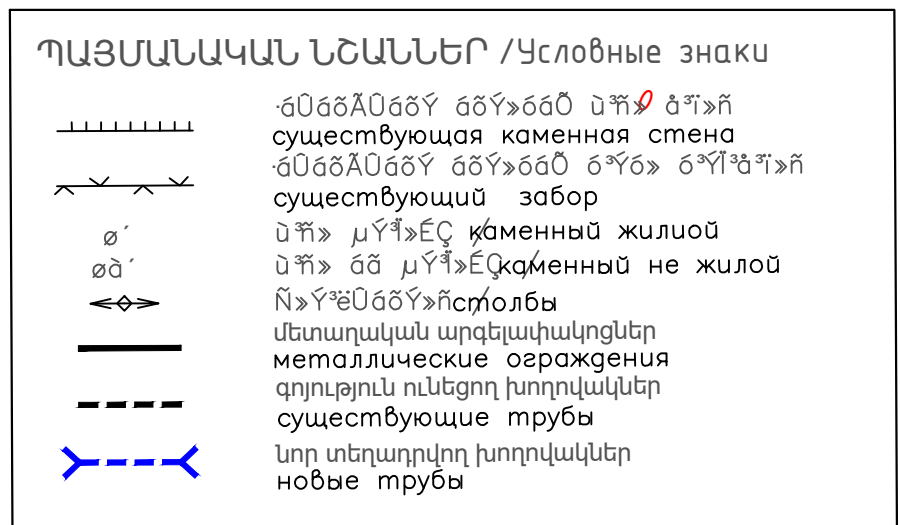 ՊԱՅՄԱՆԱԿԱՆ ՆՇԱՆՆԵՐ /Условные знаки
·áÛáõÃÛáõÝ áõÝ»óáÕ ù³ñ» å³ï»ñ
существующая каменная стена
·áÛáõÃÛáõÝ áõÝ»óáÕ ó³Ýó» ó³ÝÏ³å³ï»ñ
существующий забор
ø´ ù³ñ» µÝ³Ï»ÉÇ / каменный жилиой
øà´ ù³ñ» áã µÝ³Ï»ÉÇ / каменный не жилой
Ñ»Ý³ëÛáõÝ»ñ / столбы
մետաղական արգելափակոցներ
металлические ограждения
գոյություն ունեցող խողովակներ
существующие трубы
նոր տեղադրվող խողովակներ
новые трубы